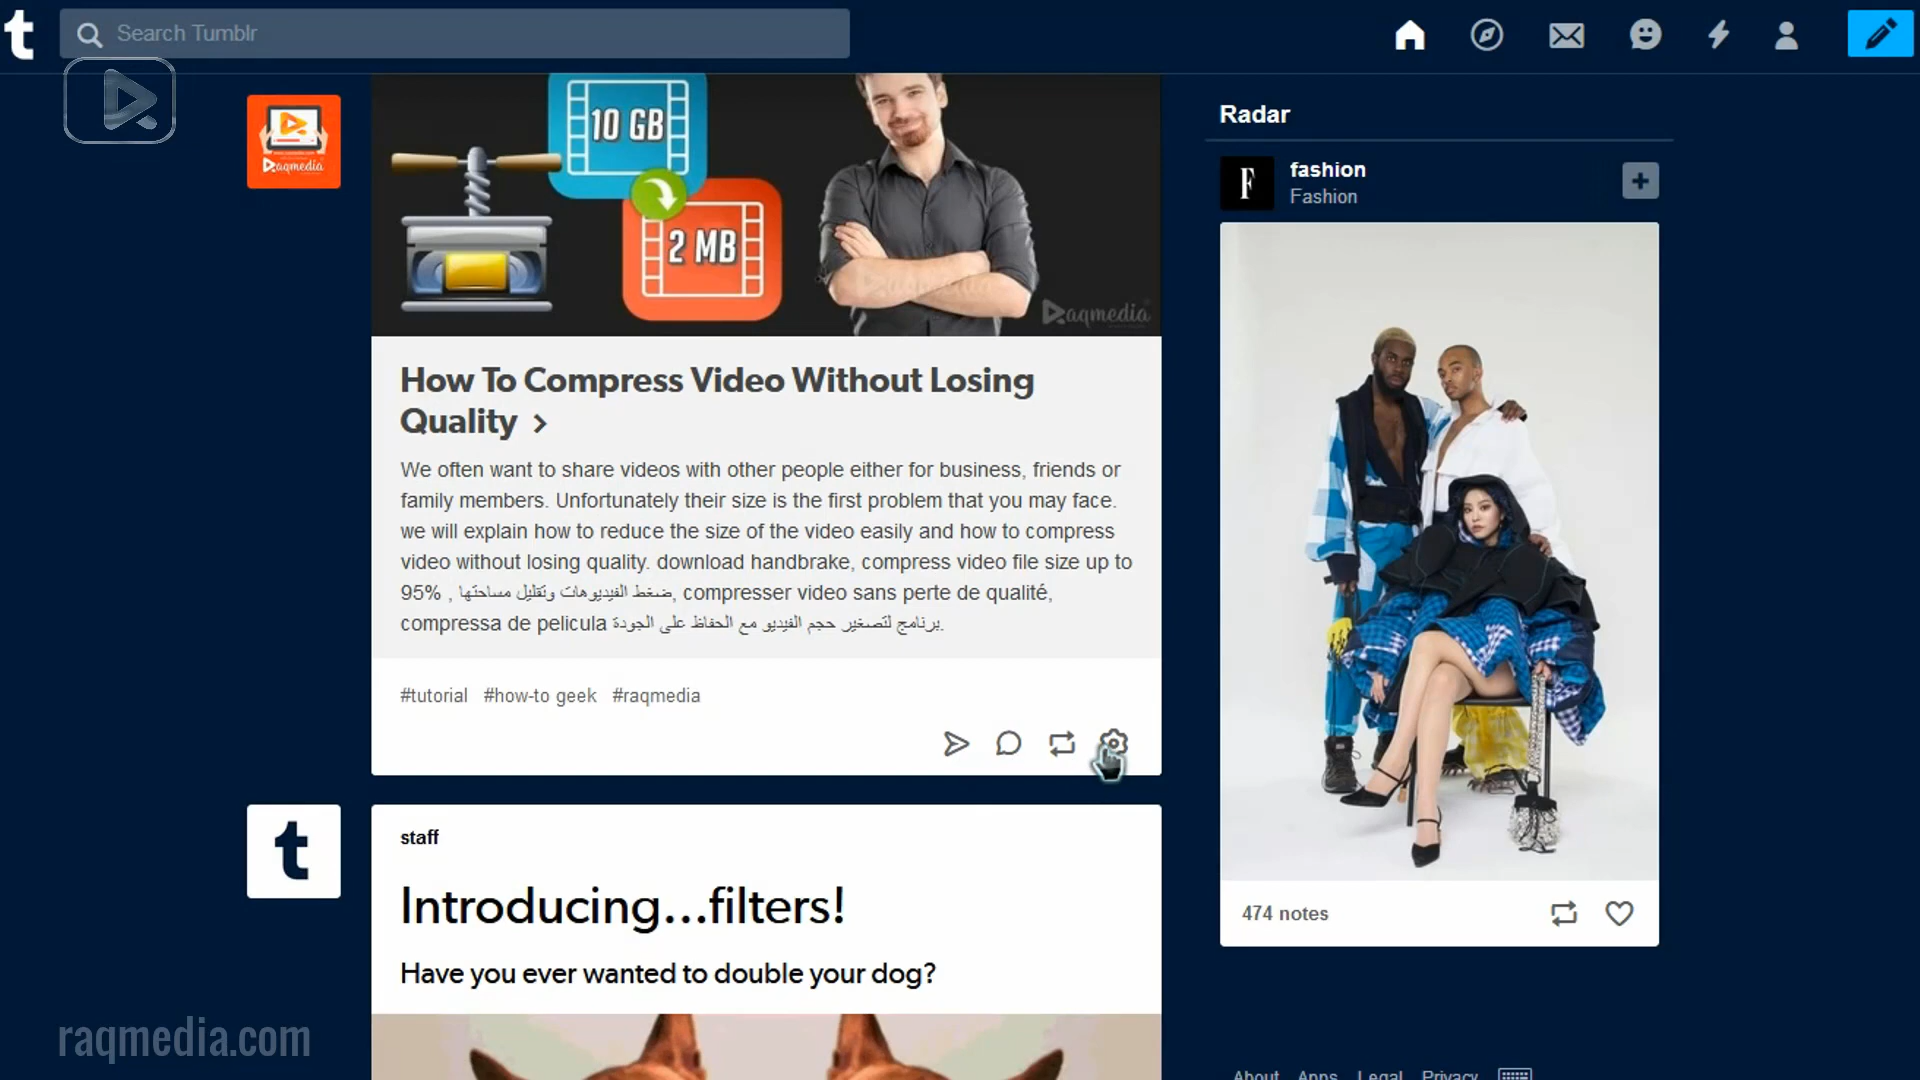 Search Tumblr
aqmedia
10 GB
2 MB
aqmedia
How To Compress Video Without Losing
Quality
We often want to share videos with other people either for business, friends or
family members. Unfortunately their size is the first problem that you may face.
we will explain how to reduce the size of the video easily and how to compress
video without losing quality. download handbrake, compress video file size up to
95% , ضغط الفيديوهات وتقليل مساحتها, compresser video sans perte de qualité,
compressa de pelicula برنامج لتصغير حجم الفيديو مع الحفاظ على الجودة.
#tutorial #how-to geek #raqmedia
t
staff
Introducing...filters!
Have you ever wanted to double your dog?
Radar
F
fashion
Fashion
474 notes
About Apps Legal Privacy
raqmedia.com